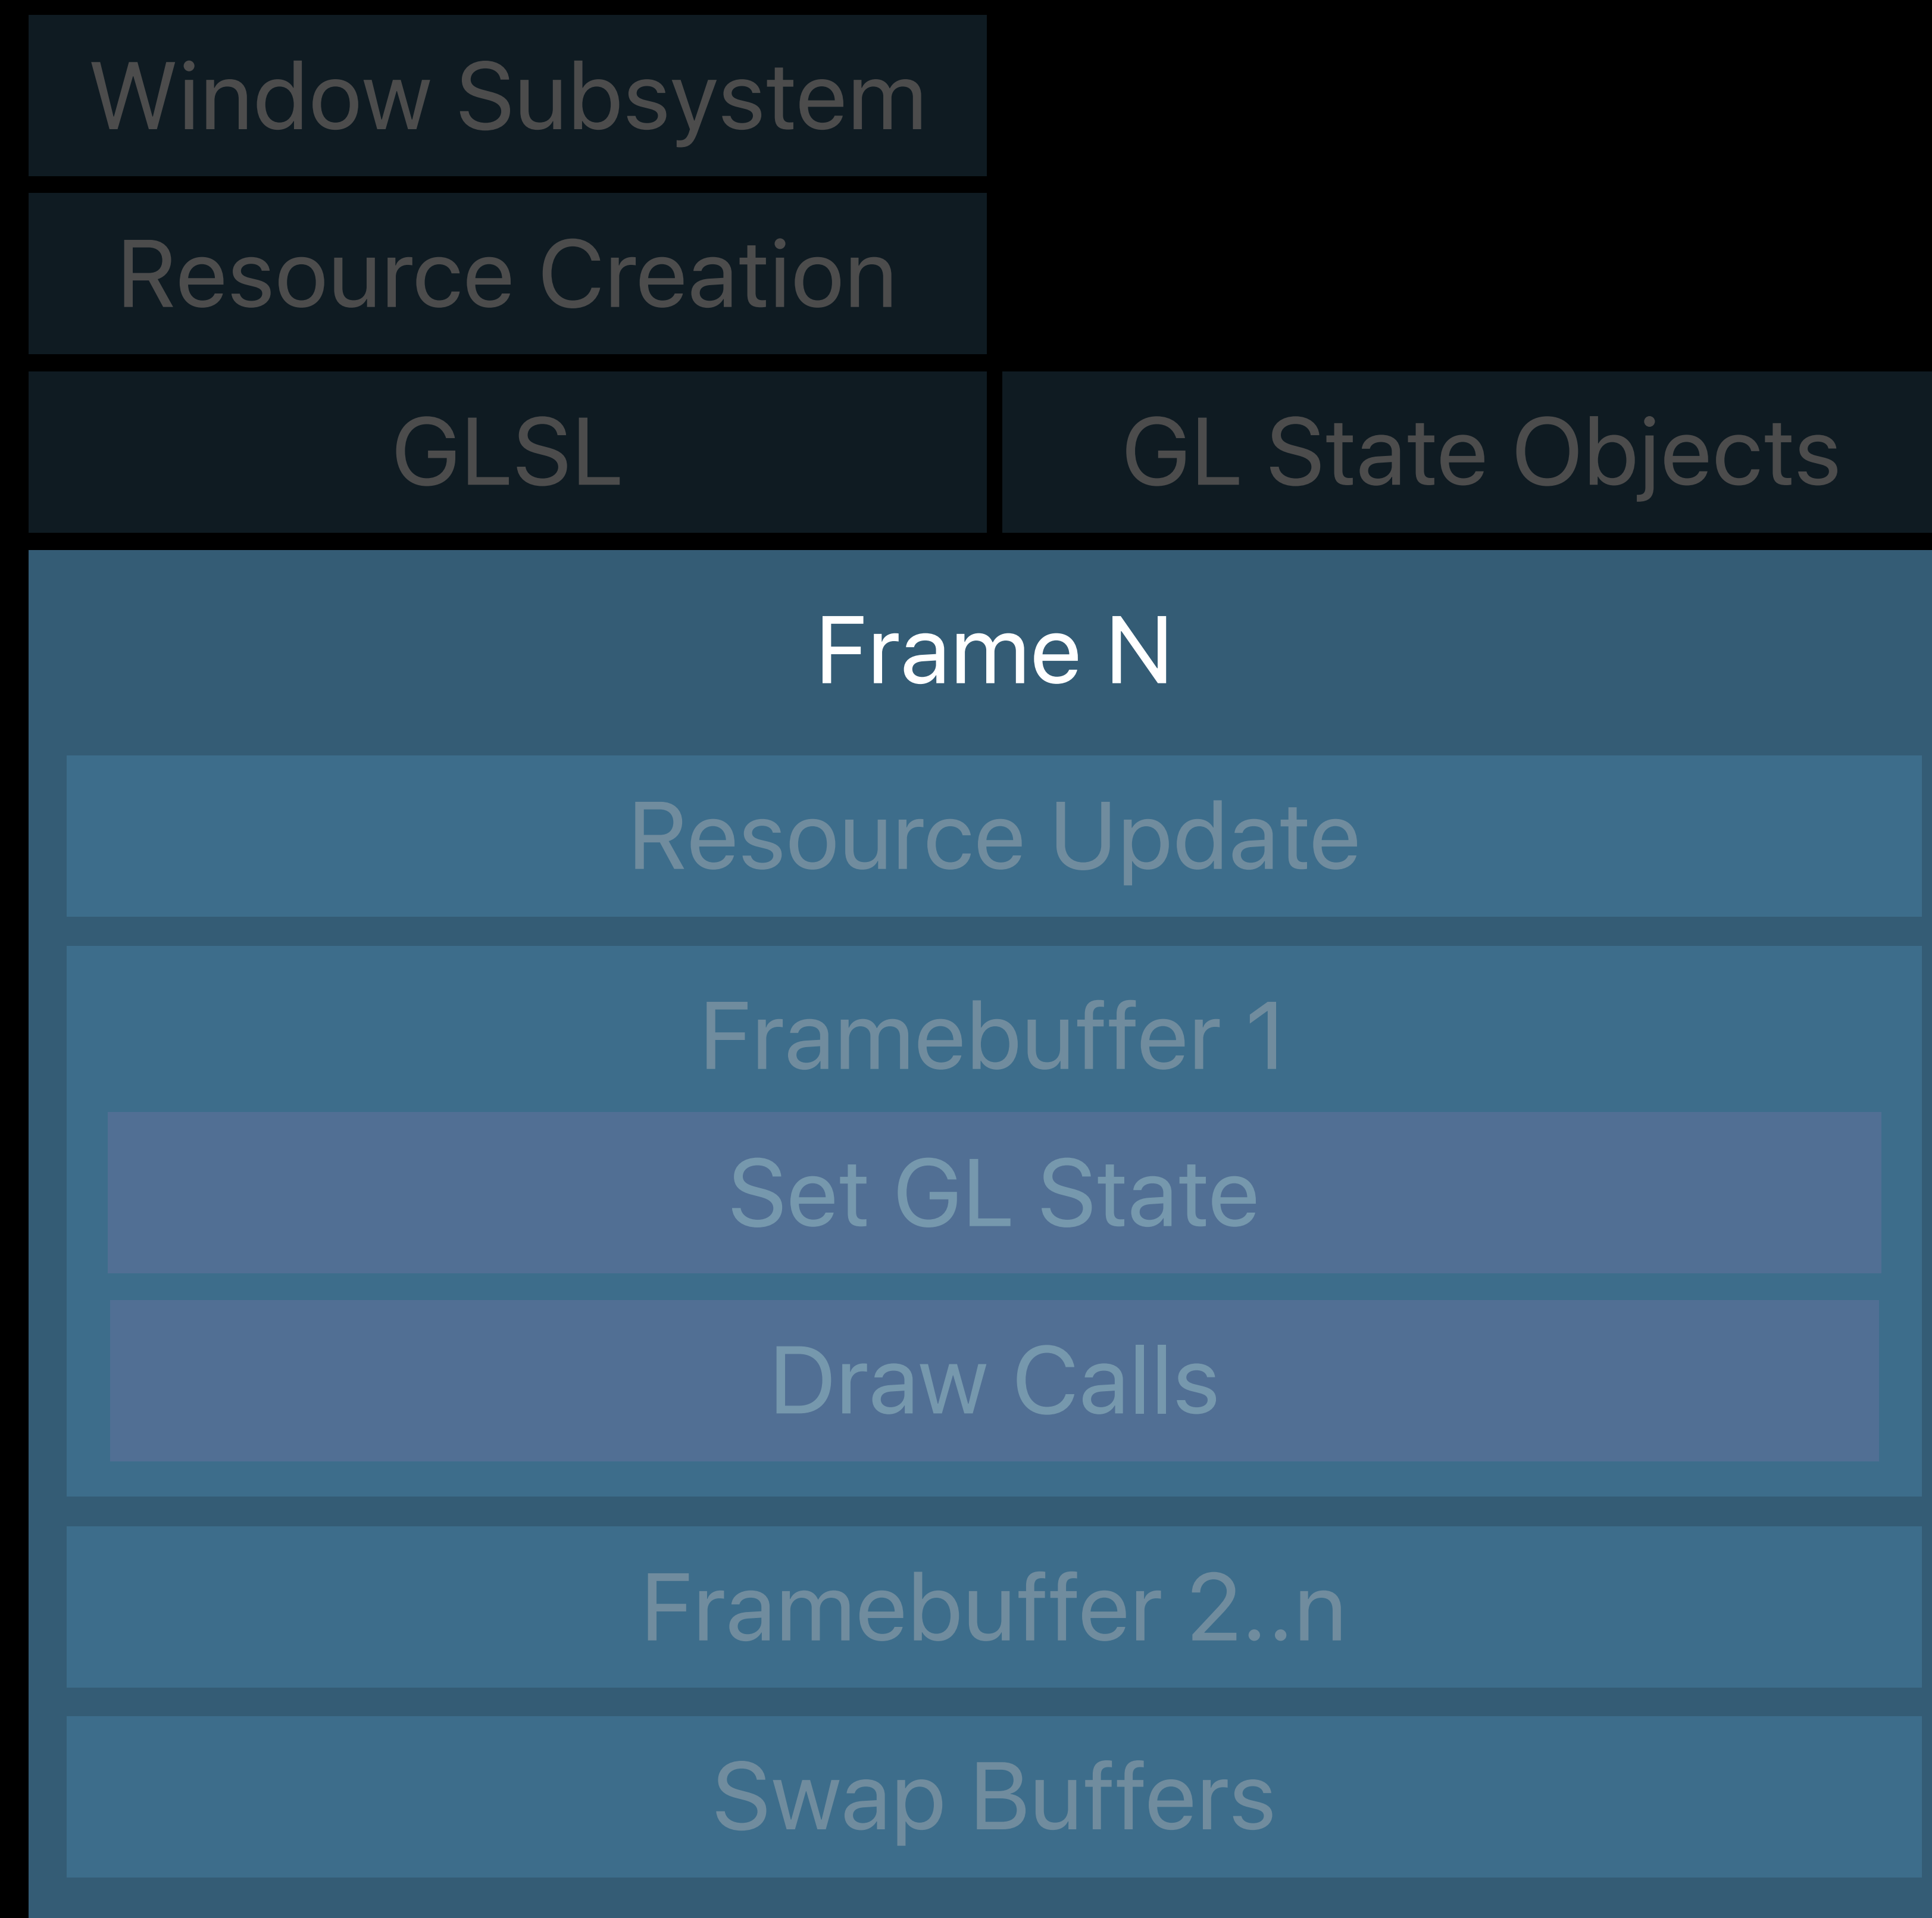 Window Subsystem
Resource Creation
GLSL
GL State Objects
Frame N
Resource Update
Framebuffer 1
Set GL State
Draw Calls
Framebuffer 2..n
Swap Buffers